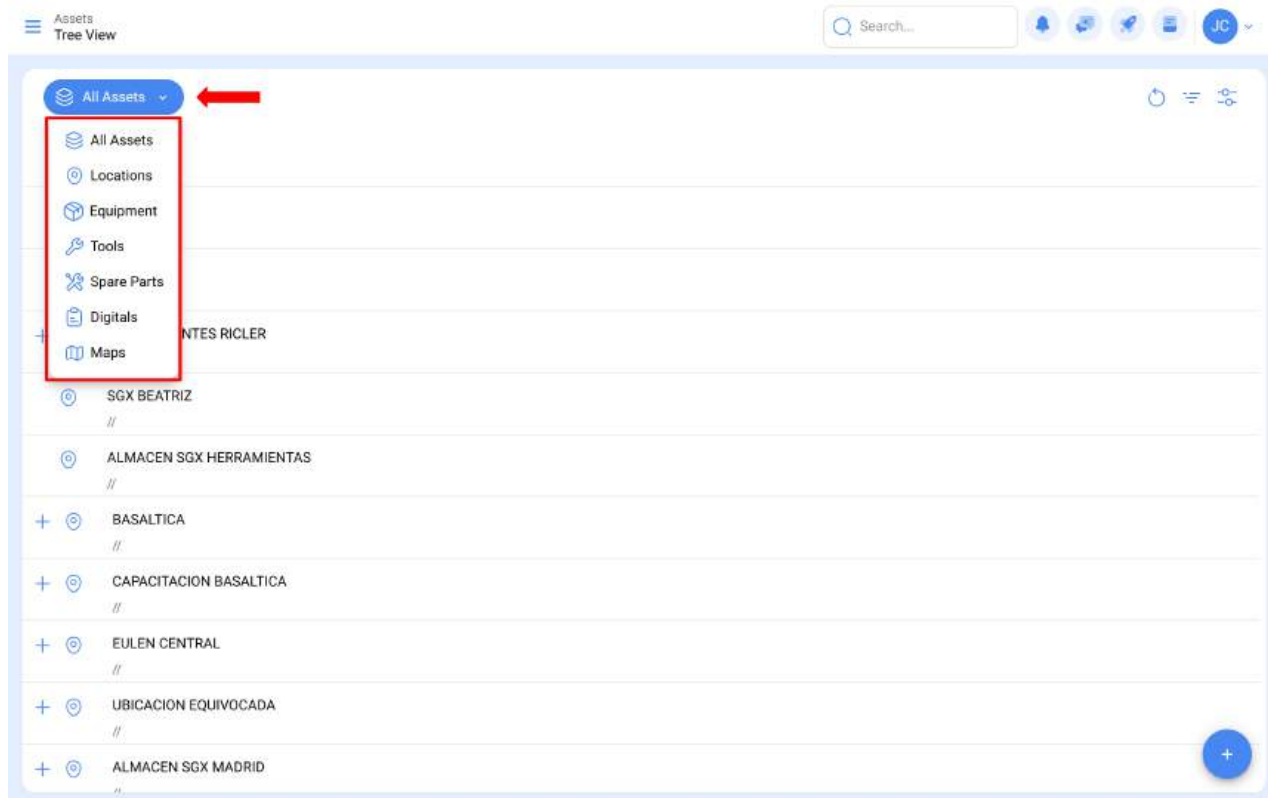 Assets
Tree View
Search...
JC
All Assets
All Assets
Locations
Equipment
Tools
Spare Parts
Digitals
Maps
NTES RICLER
SGX BEATRIZ
//
ALMACEN SGX HERRAMIENTAS
//
BASALTICA
//
CAPACITACION BASALTICA
//
EULEN CENTRAL
//
UBICACION EQUIVOCADA
//
ALMACEN SGX MADRID
//